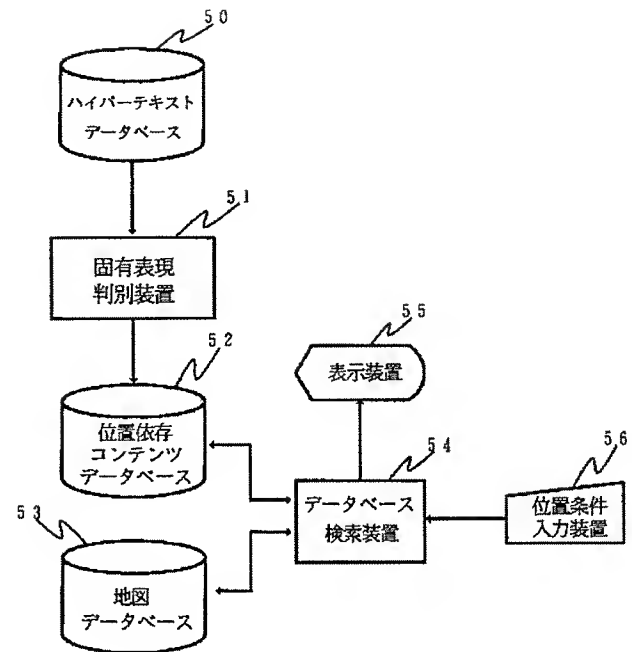 50
ハイパーテキスト
データベース
51
固有表現
判別装置
52
位置依存
コンテンツ
データベース
53
地図
データベース
54
データベース
検索装置
55
表示装置
56
位置条件
入力装置